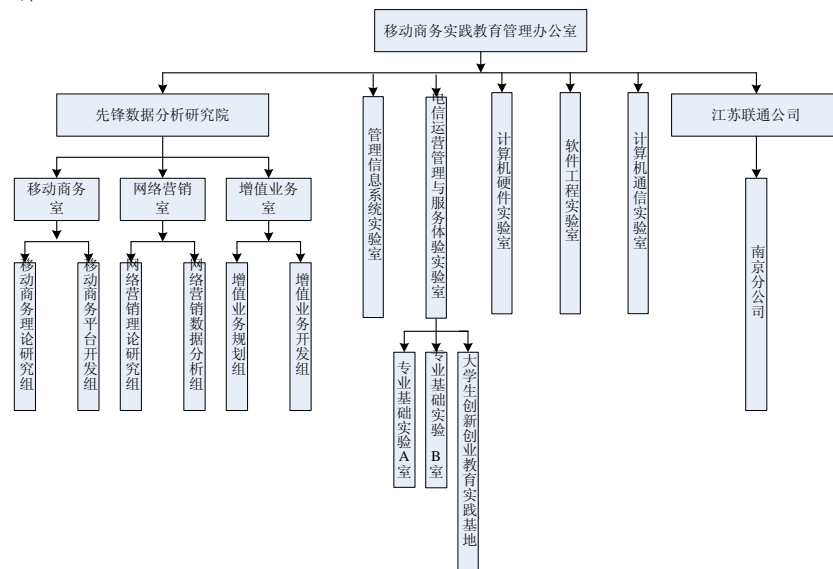 移动商务实践教育管理办公室
先锋数据分析研究院
管理信息系统实验室
电信运营管理与服务体验实验室
计算机硬件实验室
软件工程实验室
计算机通信实验室
江苏联通公司
移动商务
室
网络营销
室
增值业务
室
移动商务理论研究组
移动商务平台开发组
网络营销理论研究组
网络营销数据分析组
增值业务规划组
增值业务开发组
南京分公司
专业基础实验A室
专业基础实验 B室
大学生创新创业教育实践基地